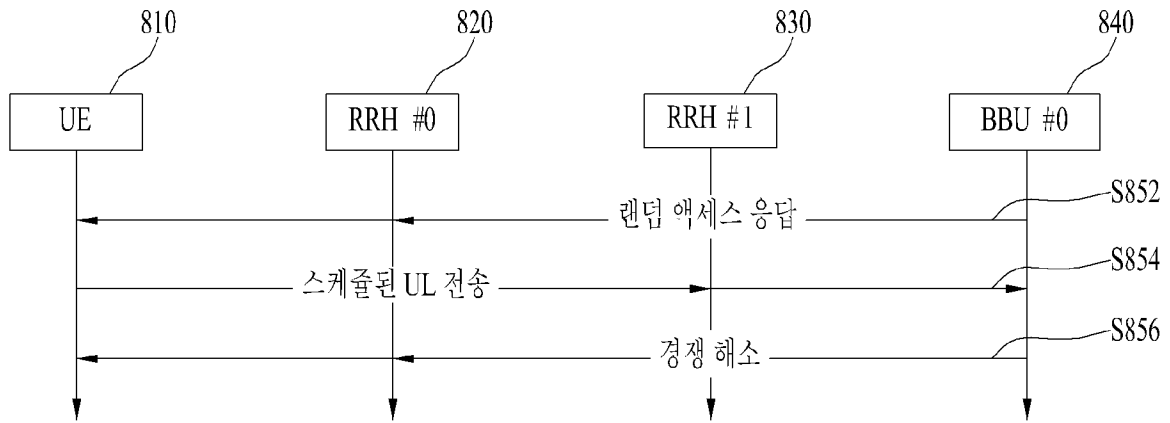 810
820
830
840
UE
RRH #0
RRH #1
BBU #0
S852
랜덤 액세스 응답
스케쥴된 UL 전송
S854
경쟁 해소
S856